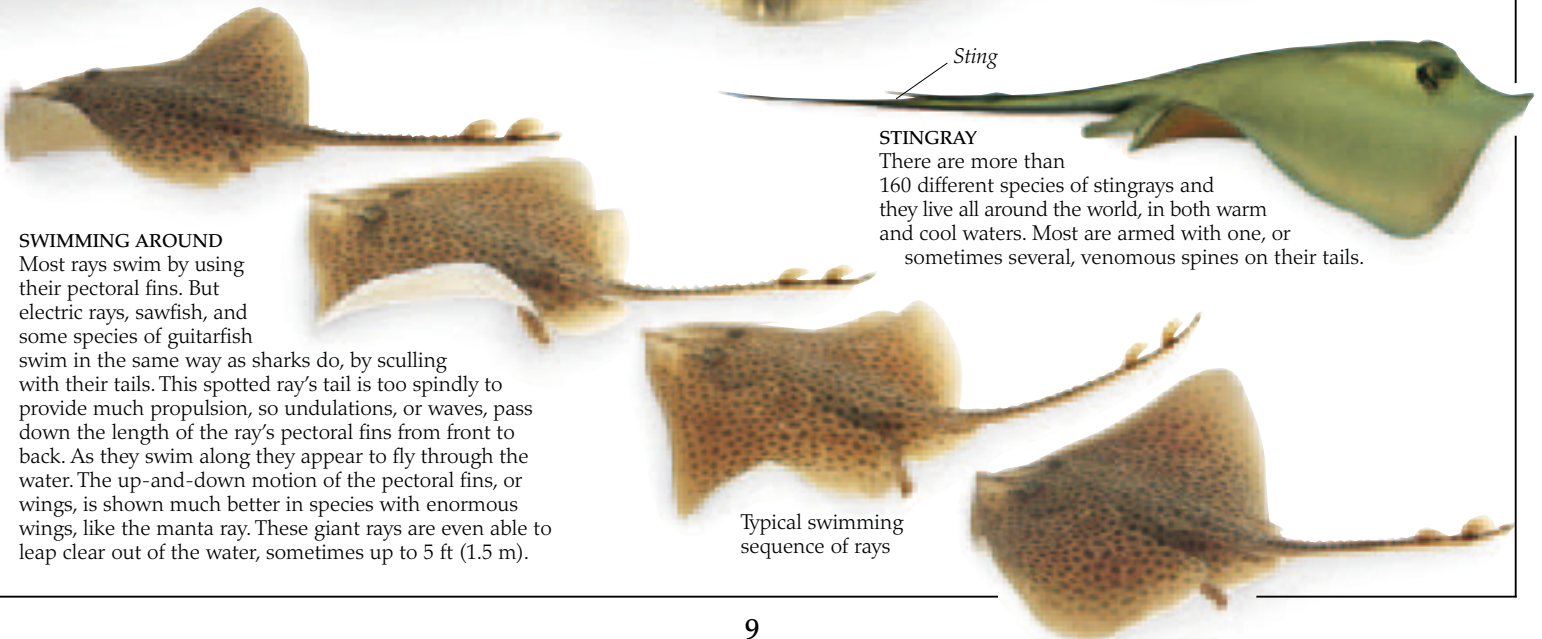 Sting
STINGRAY
There are more than
160 different species of stingrays and
they live all around the world, in both warm
and cool waters. Most are armed with one, or
sometimes several, venomous spines on their tails.
SWIMMING AROUND
Most rays swim by using
their pectoral fins. But
electric rays, sawfish, and
some species of guitarfish
swim in the same way as sharks do, by sculling
with their tails. This spotted ray's tail is too spindly to
provide much propulsion, so undulations, or waves, pass
down the length of the ray's pectoral fins from front to
back. As they swim along they appear to fly through the
water. The up-and-down motion of the pectoral fins, or
wings, is shown much better in species with enormous
wings, like the manta ray. These giant rays are even able to
leap clear out of the water, sometimes up to 5 ft (1.5 m).
Typical swimming
sequence of rays
9